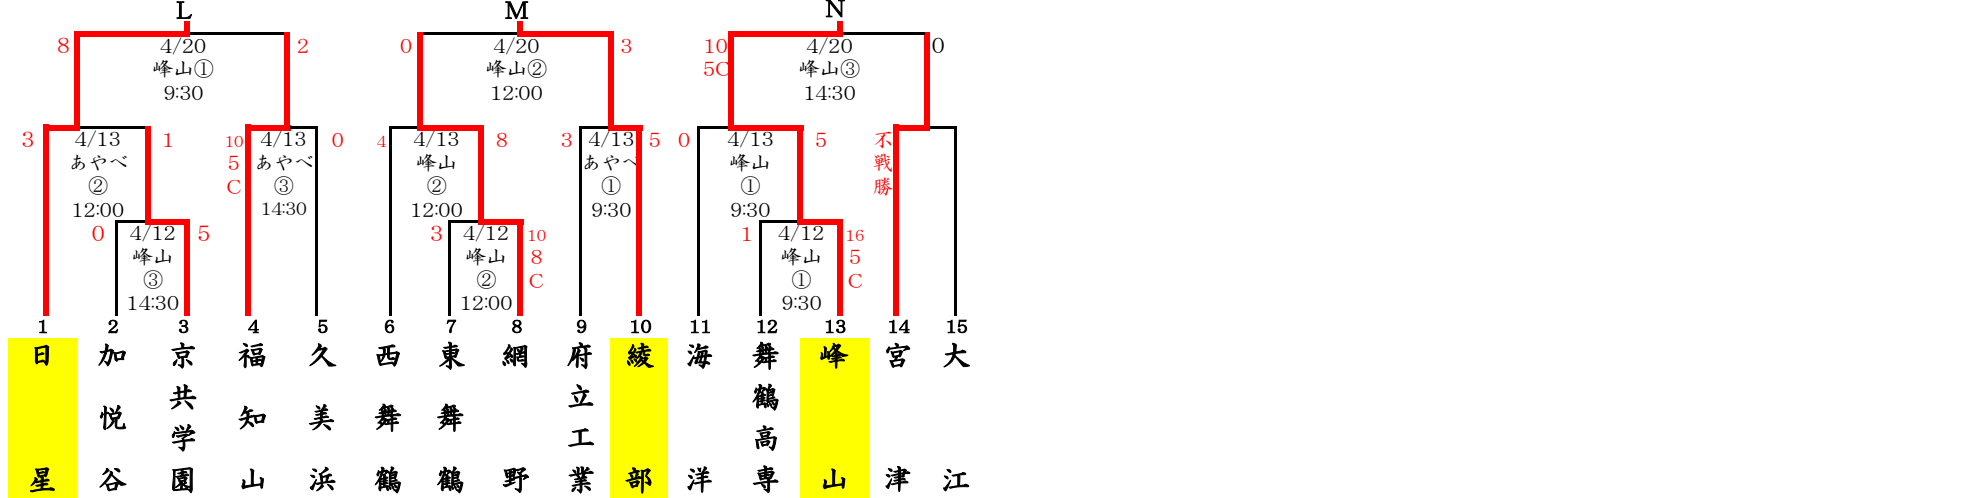 L M N
8 4/20 2 0 4/20 3 10 4/20 0
峰山① 峰山② 5C 峰山③
9:30 12:00 14:30
3 4/13 1 10 4/13 0 4 4/13 8 3 4/13 5 0 4/13 5 不
あやべ 5 あやべ 峰山 あやべ 峰山 戦
② C ③ ② ① ① 勝
12:00 14:30 12:00 9:30 9:30
0 4/12 5 3 4/12 10 1 4/12 16
峰山 峰山 8 峰山 5
③ ② C ① C
14:30 12:00 9:30
1 2 3 4 5 6 7 8 9 10 11 12 13 14 15
日星
加悦谷
京共学園
福知山
久美浜
西舞鶴
東舞鶴
網野
府立工業
綾部
海洋
舞鶴高専
峰山
宮津
大江